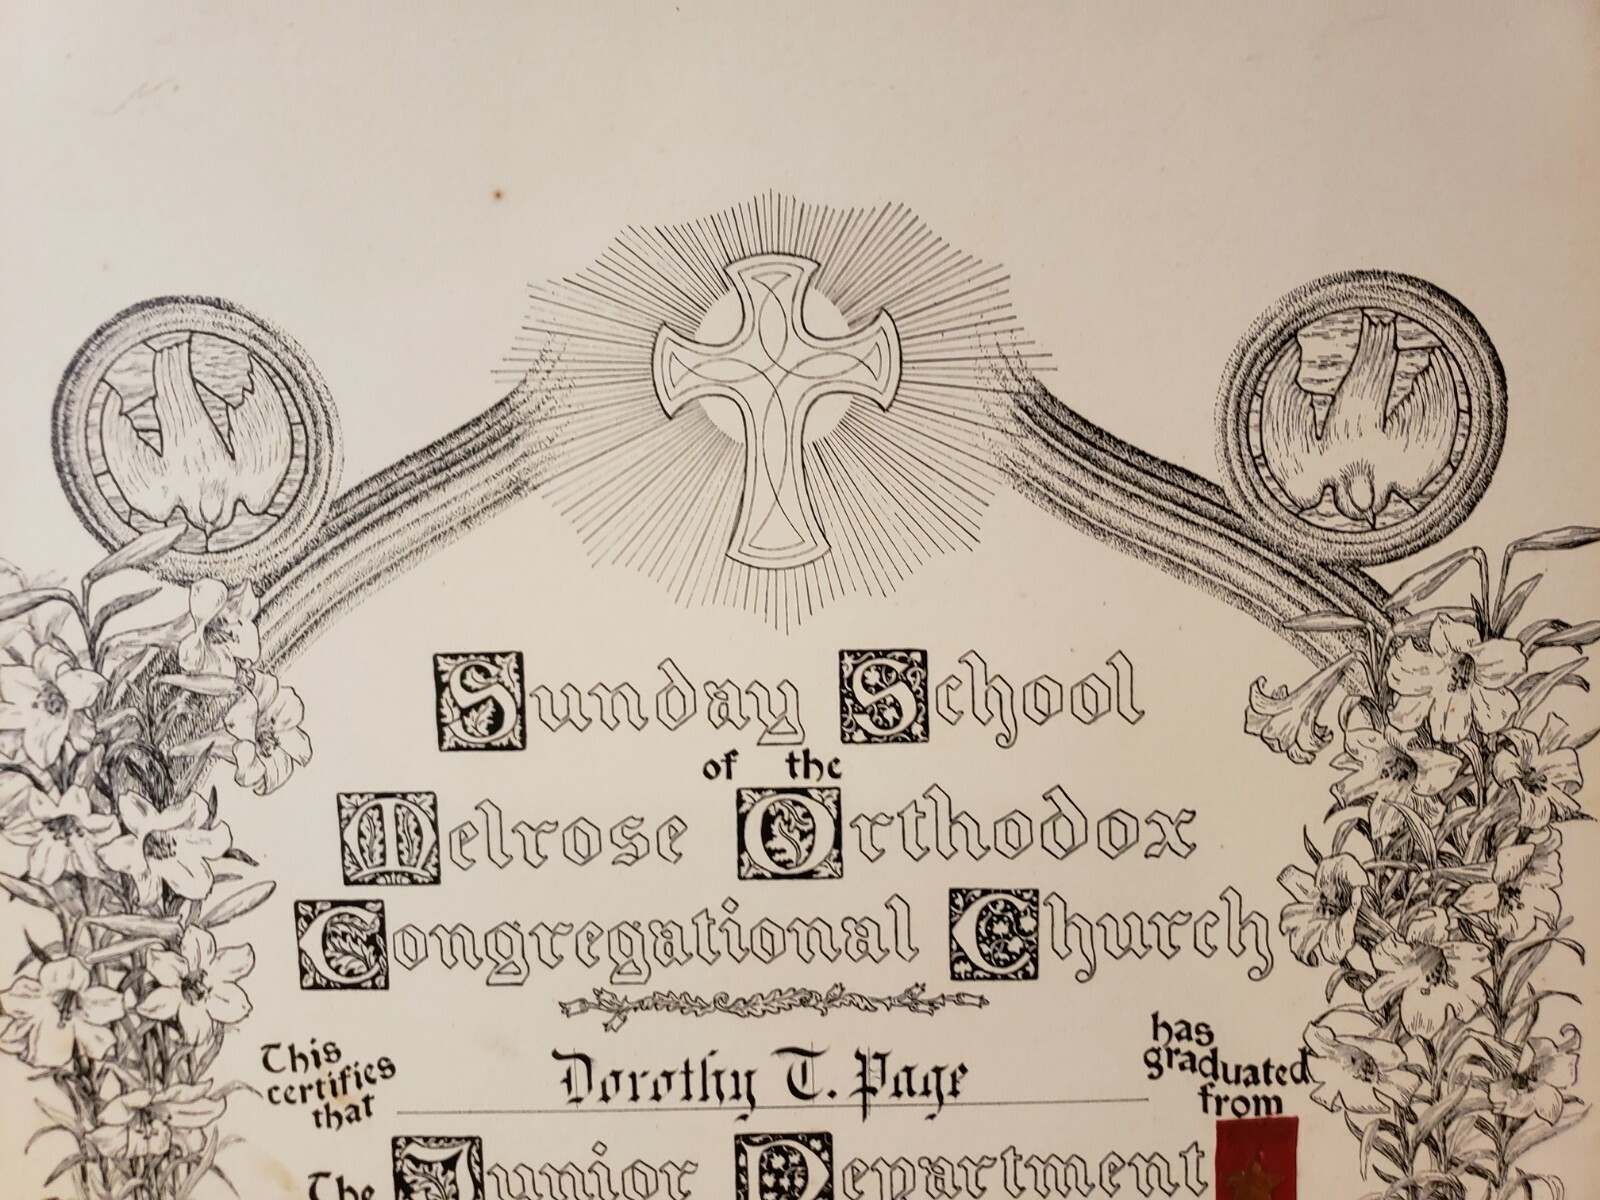 Sunday School
of the
Melrose Orthodox
Congregational Church
This certifies that Dorothy T. Page has graduated from
The Junior Department